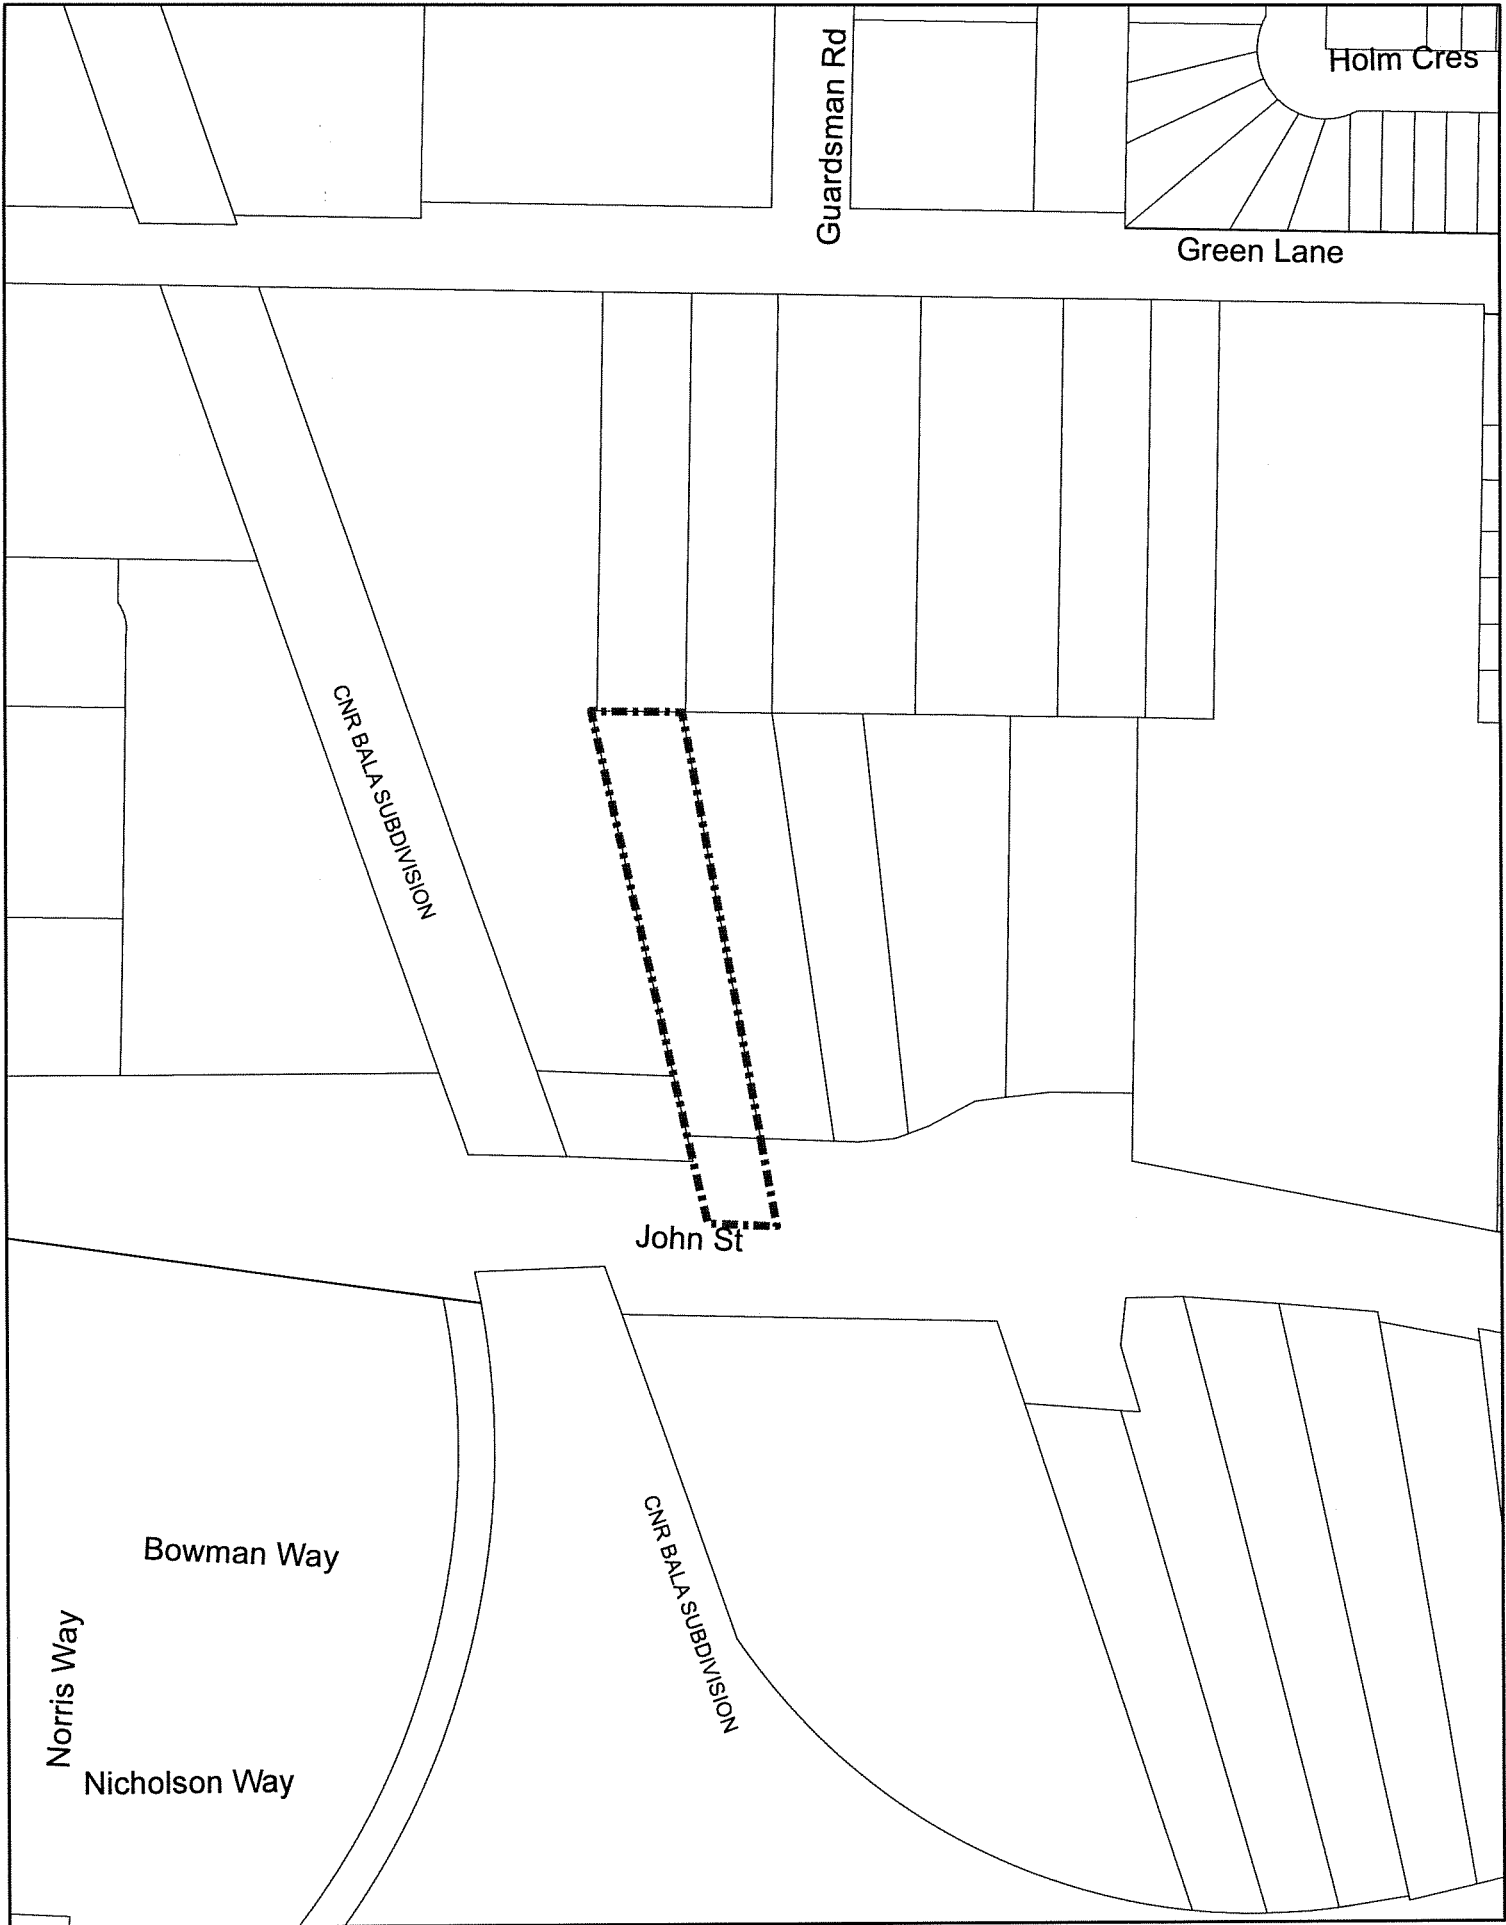 Holm Cres
Guardsman Rd
Green Lane
CNR BALA SUBDIVISION
John St
CNR BALA SUBDIVISION
Bowman Way
Norris Way
Nicholson Way